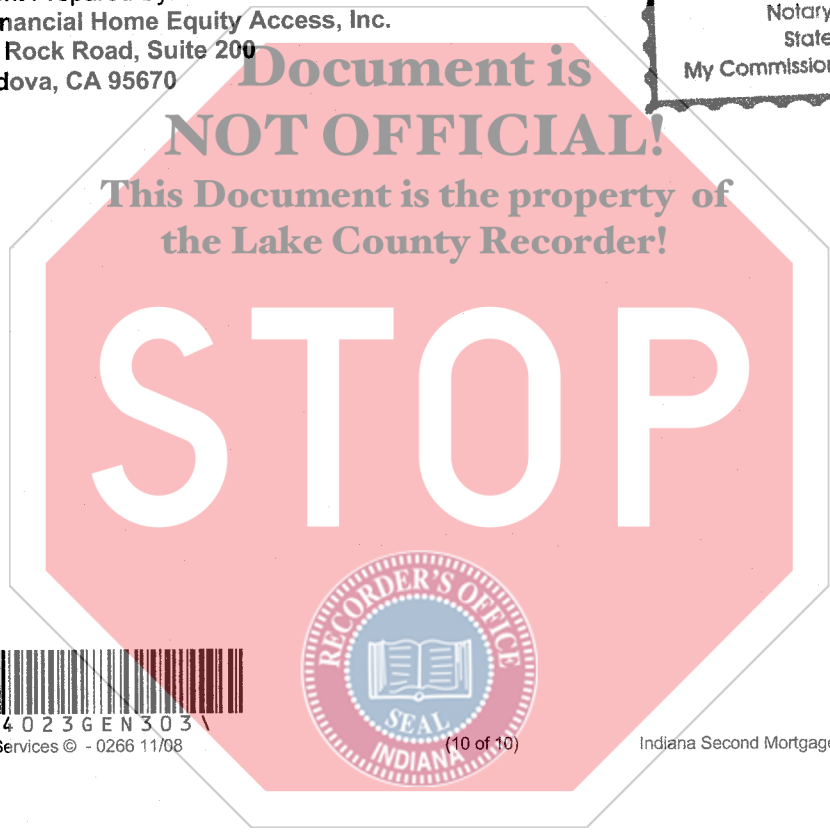 nancial Home Equity Access, Inc.
Rock Road, Suite 200
dova, CA 95670
Notary
State
My Commission
Document is
NOT OFFICIAL!
This Document is the property of
the Lake County Recorder!
STOP
RECORDER'S OFFICE
SEAL
INDIANA
4023GEN303\
ervices © - 0266 11/08
(10 of 10)
Indiana Second Mortgage